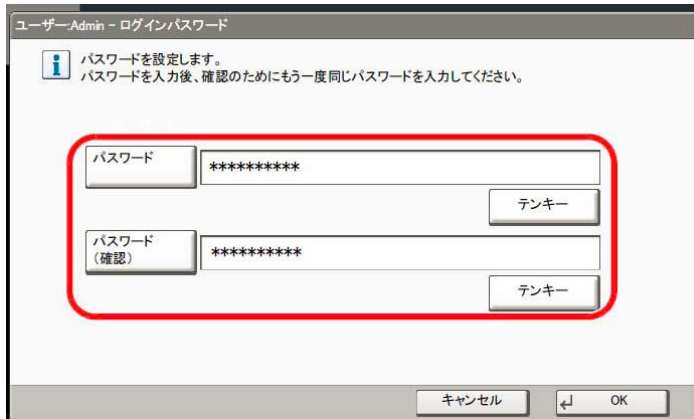 ユーザー:Admin - ログインパスワード
パスワードを設定します。
パスワードを入力後、確認のためにもう一度同じパスワードを入力してください。
パスワード
**********
テンキー
パスワード
（確認）
**********
テンキー
キャンセル
OK